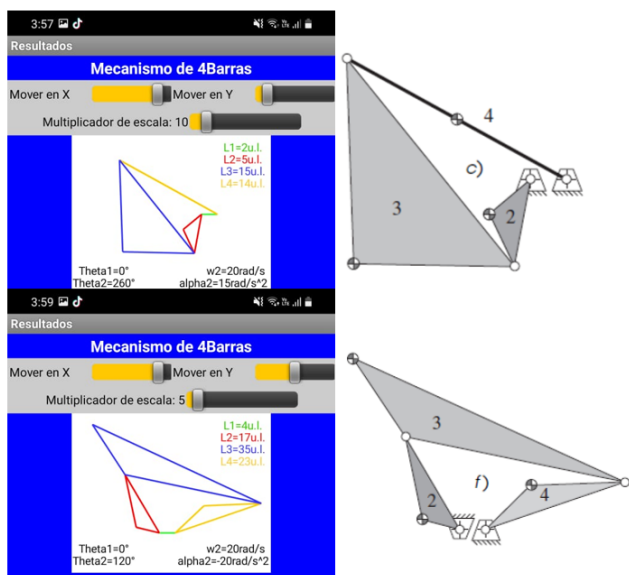 3:57
Resultados
Mecanismo de 4Barras
Mover en X Mover en Y
Multiplicador de escala: 10
L1=2u.l.
L2=5u.l.
L3=15u.l.
L4=14u.l.
Theta1=0° w2=20rad/s
Theta2=260° alpha2=15rad/s^2
4
c)
3
2
3:59
Resultados
Mecanismo de 4Barras
Mover en X Mover en Y
Multiplicador de escala: 5
L1=4u.l.
L2=17u.l.
L3=35u.l.
L4=23u.l.
Theta1=0° w2=20rad/s
Theta2=120° alpha2=-20rad/s^2
3
f)
2
4